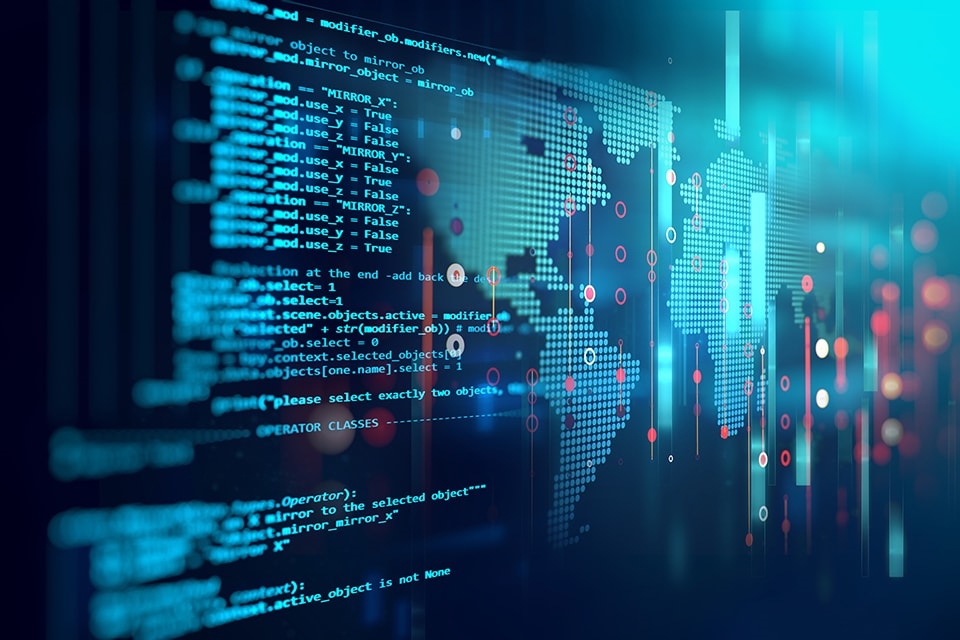 mirror_mod = modifier_ob.modifiers.new("
mirror object to mirror_ob
mirror_mod.mirror_object = mirror_ob
operation == "MIRROR_X":
mirror_mod.use_x = True
mirror_mod.use_y = False
mirror_mod.use_z = False
operation == "MIRROR_Y":
mirror_mod.use_x = False
mirror_mod.use_y = True
mirror_mod.use_z = False
operation == "MIRROR_Z":
mirror_mod.use_x = False
mirror_mod.use_y = False
mirror_mod.use_z = True
selection at the end -add back the
_ob.select= 1
_ob.select=1
context.scene.objects.active = modifier_ob
"selected" + str(modifier_ob)) #
_ob.select = 0
bpy.context.selected_objects[0]
data.objects[one.name].select = 1
print("please select exactly two objects,
OPERATOR CLASSES ----------------
types.Operator):
X mirror to the selected object"""
object.mirror_mirror_x"
mirror X"
context):
context.active_object is not None